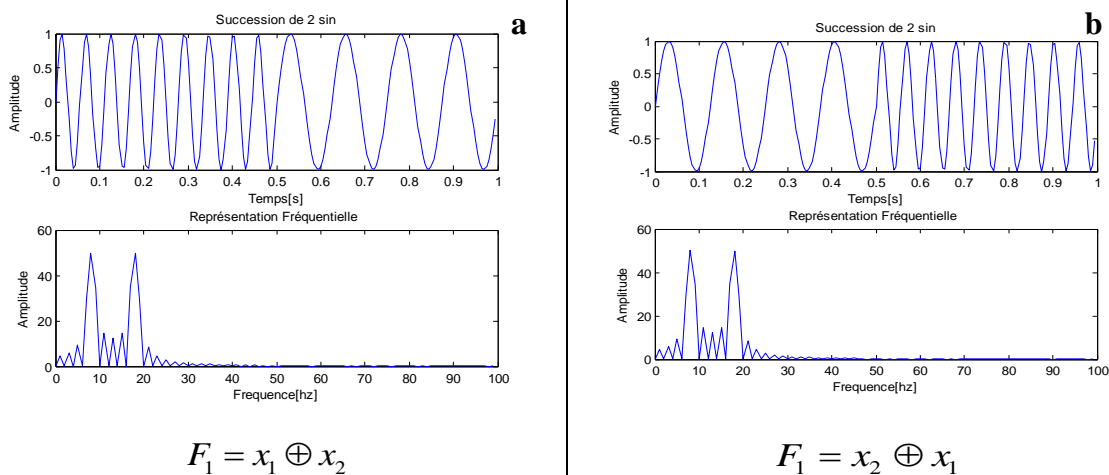 Succession de 2 sin
a
1
0.5
0
-0.5
-1
Amplitude
0 0.1 0.2 0.3 0.4 0.5 0.6 0.7 0.8 0.9 1
Temps[s]
Représentation Fréquentielle
60
40
20
0
Amplitude
0 10 20 30 40 50 60 70 80 90 100
Frequence[hz]
F₁ = x₁ ⊕ x₂
Succession de 2 sin
b
1
0.5
0
-0.5
-1
Amplitude
0 0.1 0.2 0.3 0.4 0.5 0.6 0.7 0.8 0.9 1
Temps[s]
Représentation Fréquentielle
60
40
20
0
Amplitude
0 10 20 30 40 50 60 70 80 90 100
Frequence[hz]
F₁ = x₂ ⊕ x₁